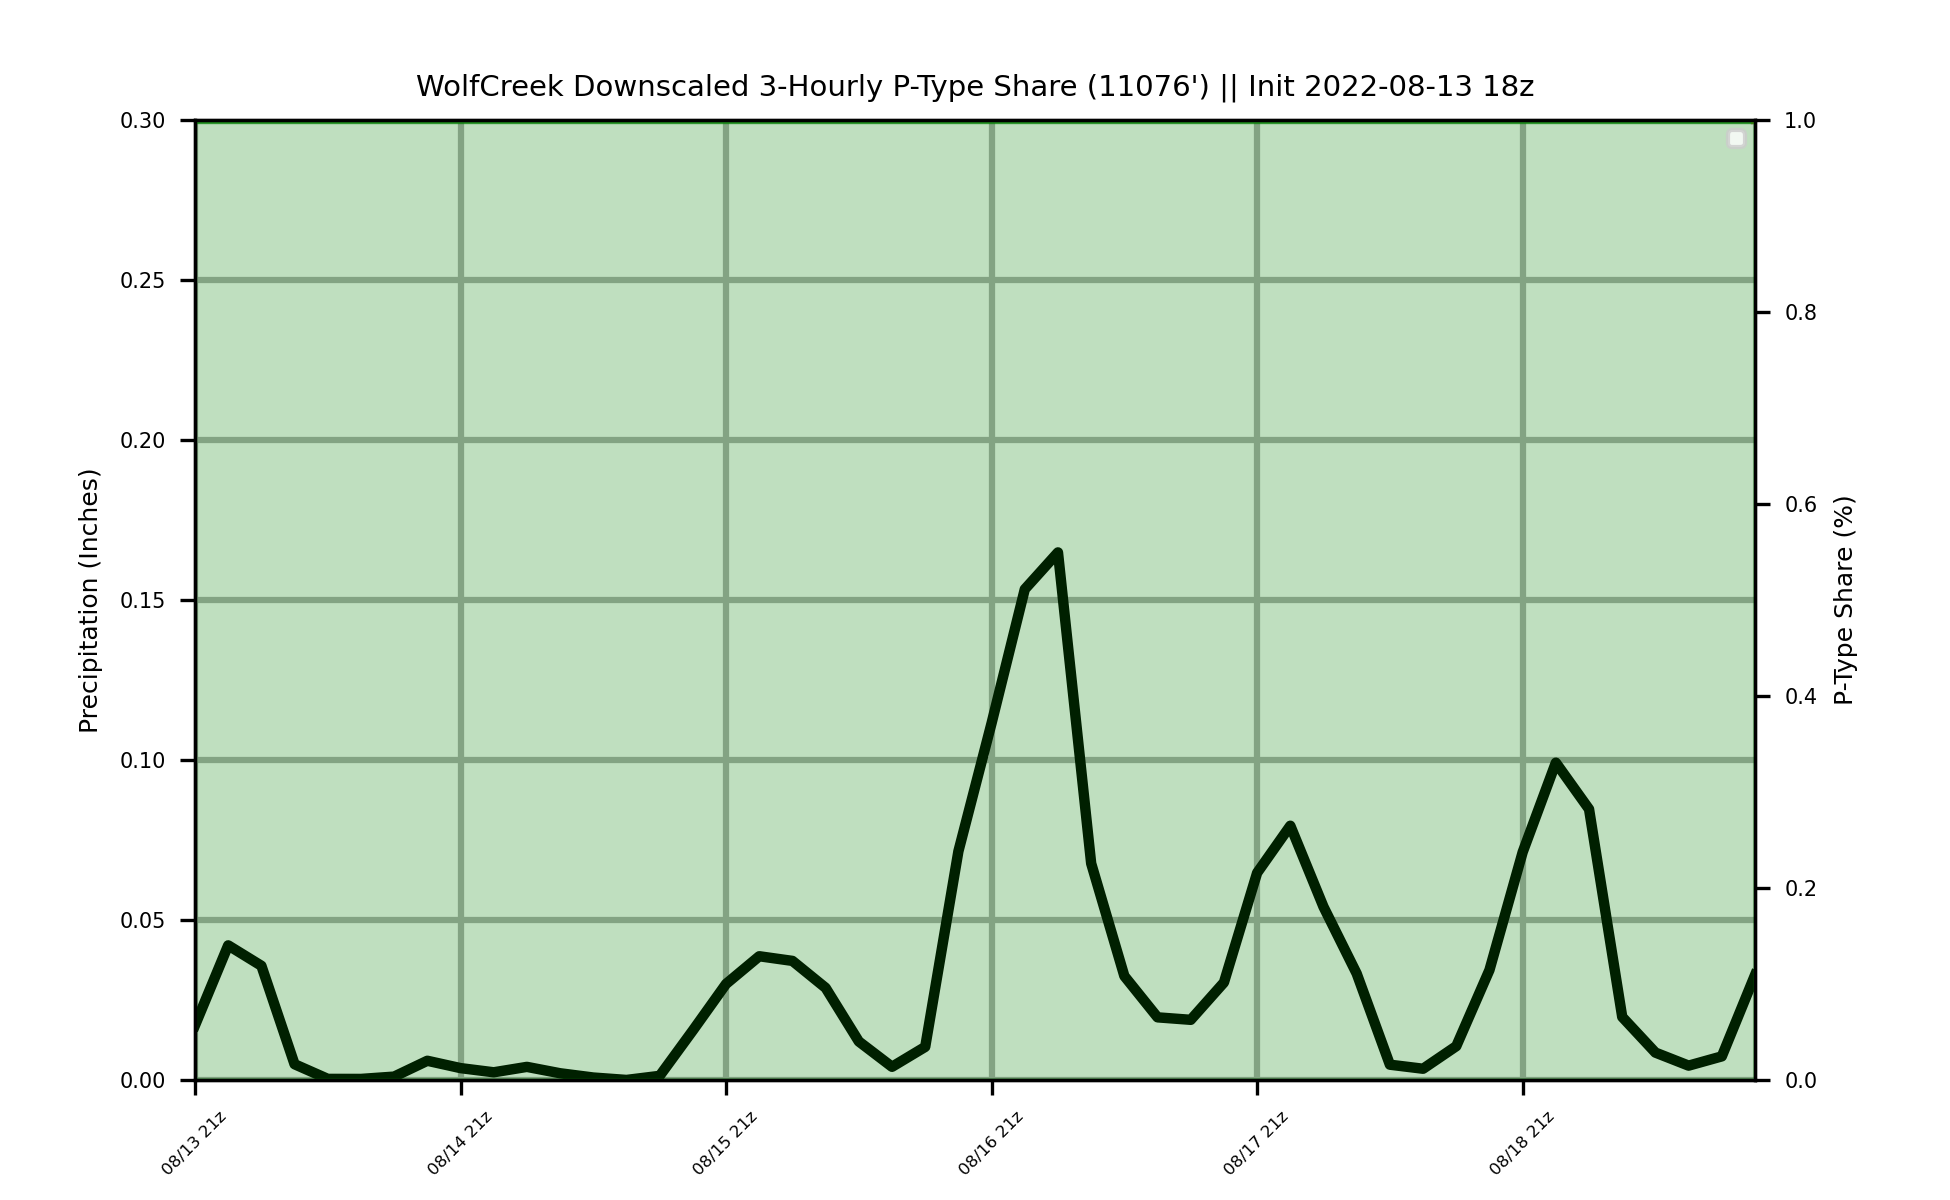 WolfCreek Downscaled 3-Hourly P-Type Share (11076') || Init 2022-08-13 18z
0.30
0.25
0.20
0.15
0.10
0.05
0.00
Precipitation (Inches)
1.0
0.8
0.6
0.4
0.2
0.0
P-Type Share (%)
08/13 21z
08/14 21z
08/15 21z
08/16 21z
08/17 21z
08/18 21z